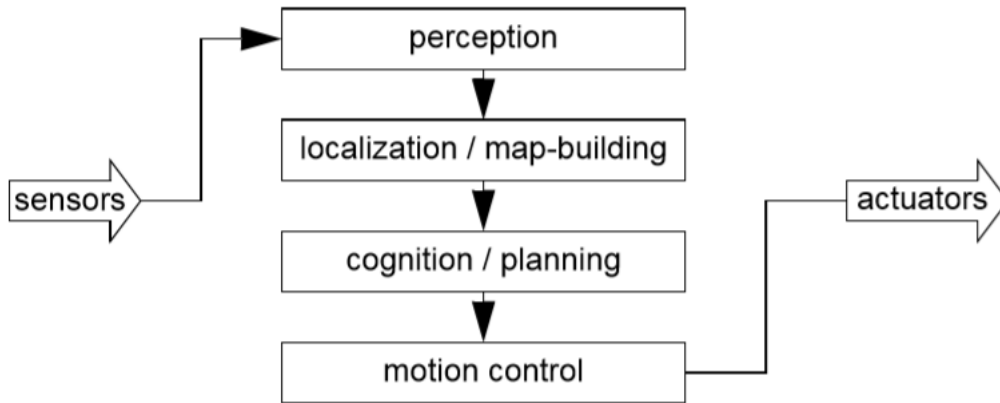 perception
localization / map-building
sensors
actuators
cognition / planning
motion control